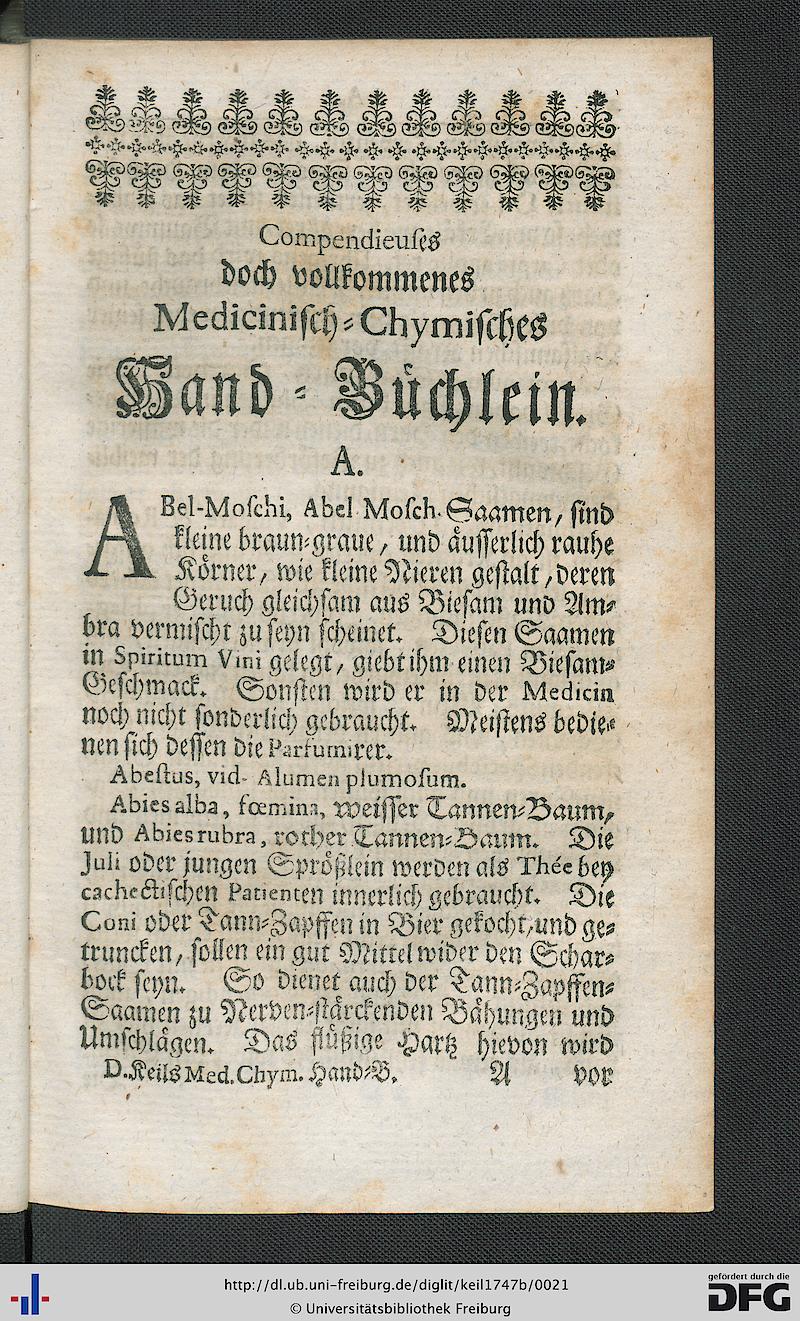 Compendieuſes
doch vollkommenes
Mediciniſch⸗Chymiſches
Hand⸗Büchlein.
A.
ABel-Moſchi, Abel Moſch-Saamen, ſind
kleine braun⸗graue, und äuſſerlich rauhe
Körner, wie kleine Nieren geſtalt, deren
Geruch gleichſam aus Bieſam und Am⸗
bra vermiſcht zu ſeyn ſcheinet. Dieſen Saamen
in Spiritum Vini gelegt, giebt ihm einen Bieſam⸗
Geſchmack. Sonſten wird er in der Medicin
noch nicht ſonderlich gebraucht. Meiſtens bedie⸗
nen ſich deſſen die Parfumirer.
Abeſtus, vid. Alumen plumoſum.
Abies alba, fœmina, weiſſer Tannen⸗Baum,
und Abies rubra, rother Tannen⸗Baum. Die
Juli oder jungen Sprößlein werden als Thée bey
cachectiſchen Patienten innerlich gebraucht. Die
Coni oder Tann⸗Zapffen in Bier gekocht, und ge⸗
truncken, ſollen ein gut Mittel wider den Schar⸗
bock ſeyn. So dienet auch der Tann⸗Zapffen⸗
Saamen zu Nerven⸗ſtärckenden Bähungen und
Umſchlägen. Das flüßige Hartz hievon wird
D. Keils Med. Chym. Hand⸗B. A vor
http://dl.ub.uni-freiburg.de/diglit/keil1747b/0021
© Universitätsbibliothek Freiburg
gefördert durch die
DFG